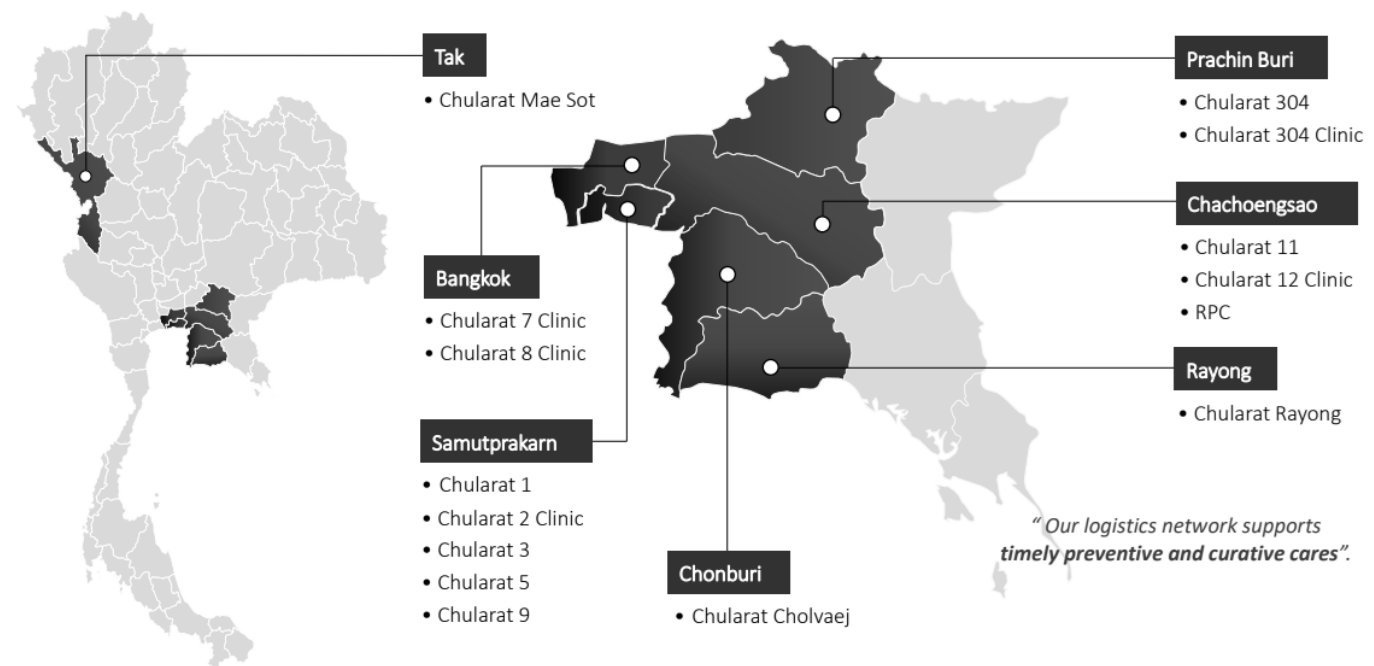 Tak
• Chularat Mae Sot
Bangkok
• Chularat 7 Clinic
• Chularat 8 Clinic
Samutprakarn
• Chularat 1
• Chularat 2 Clinic
• Chularat 3
• Chularat 5
• Chularat 9
Chonburi
• Chularat Cholvaej
Prachin Buri
• Chularat 304
• Chularat 304 Clinic
Chachoengsao
• Chularat 11
• Chularat 12 Clinic
• RPC
Rayong
• Chularat Rayong
“ Our logistics network supports
timely preventive and curative cares”.